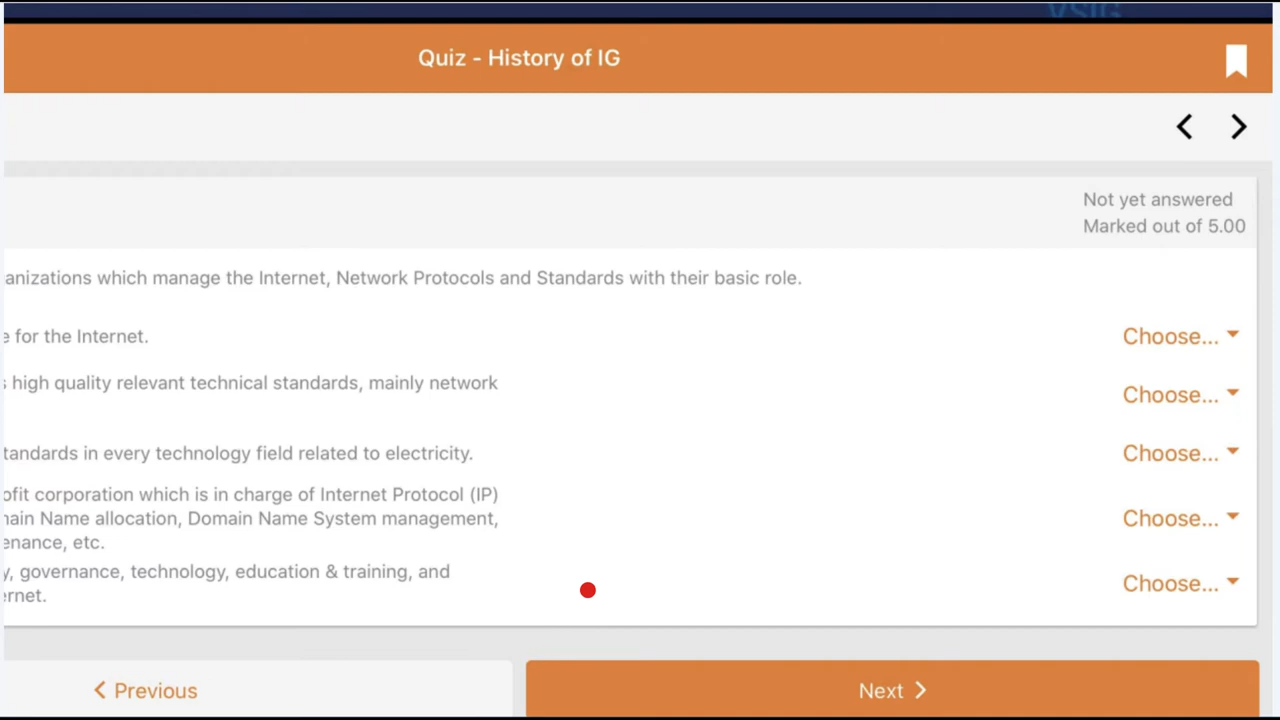 VSIG
Quiz - History of IG
Not yet answered
Marked out of 5.00
anizations which manage the Internet, Network Protocols and Standards with their basic role.
e for the Internet.
Choose...
s high quality relevant technical standards, mainly network
Choose...
tandards in every technology field related to electricity.
Choose...
ofit corporation which is in charge of Internet Protocol (IP)
main Name allocation, Domain Name System management,
enance, etc.
Choose...
y, governance, technology, education & training, and
ernet.
Choose...
Previous
Next